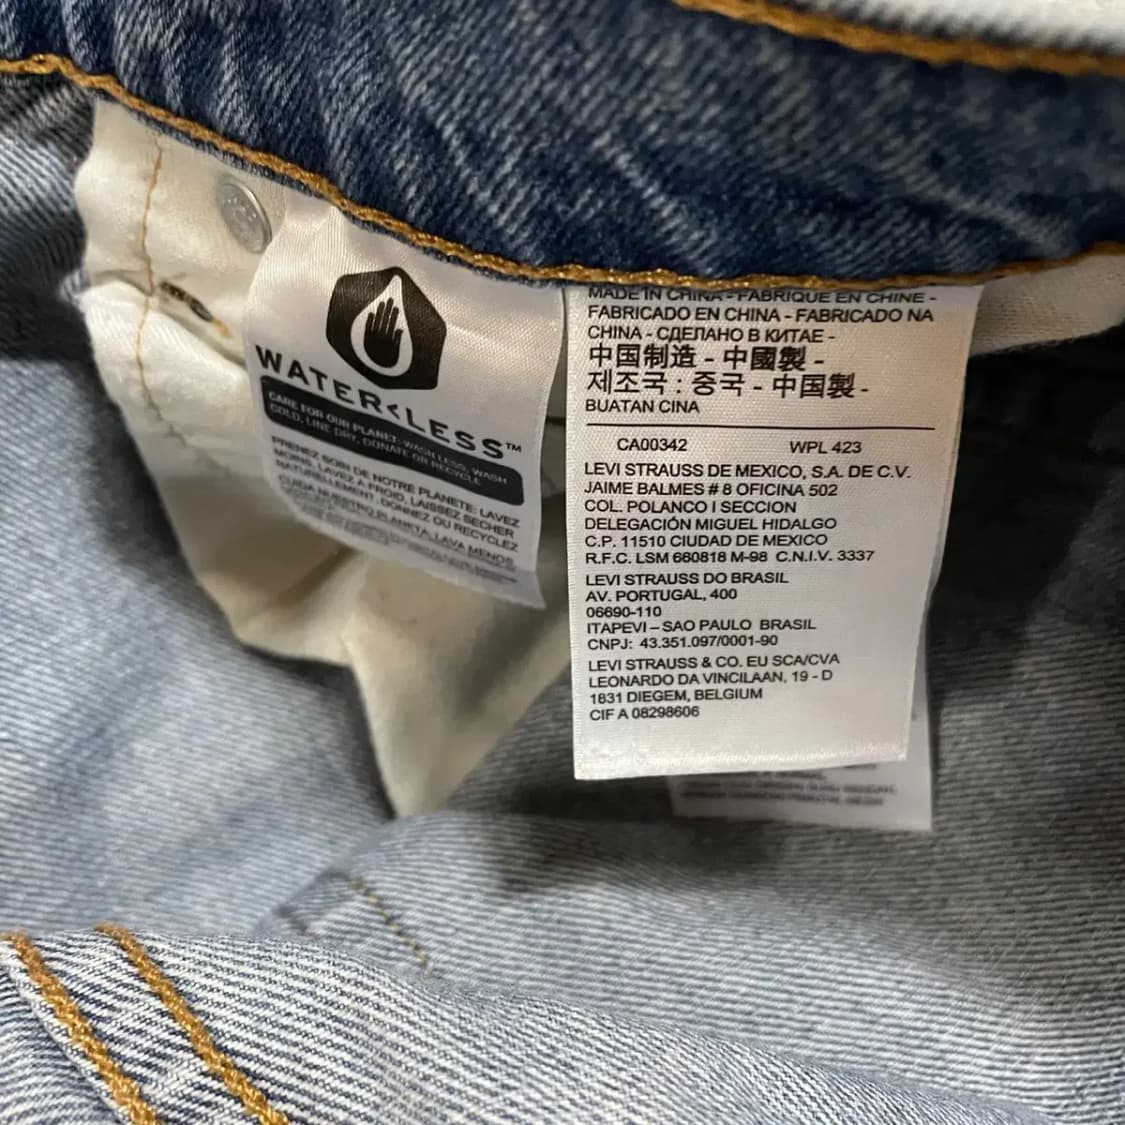 WATER<LESS™
CARE FOR OUR PLANET: WASH LESS, WASH
COLD, LINE DRY, DONATE OR RECYCLE
PRENEZ SOIN DE NOTRE PLANETE: LAVEZ
MOINS, LAVEZ A FROID, LAISSEZ SECHER
NATURELLEMENT, DONNEZ OU RECYCLEZ
CUIDA NUESTRO PLANETA, LAVA MENOS,
MADE IN CHINA - FABRIQUE EN CHINE -
FABRICADO EN CHINA - FABRICADO NA
CHINA - СДЕЛАНО В КИТАЕ -
中国制造 - 中國製 -
제조국 : 중국 - 中国製 -
BUATAN CINA
CA00342 WPL 423
LEVI STRAUSS DE MEXICO, S.A. DE C.V.
JAIME BALMES # 8 OFICINA 502
COL. POLANCO I SECCION
DELEGACIÓN MIGUEL HIDALGO
C.P. 11510 CIUDAD DE MEXICO
R.F.C. LSM 660818 M-98 C.N.I.V. 3337
LEVI STRAUSS DO BRASIL
AV. PORTUGAL, 400
06690-110
ITAPEVI – SAO PAULO BRASIL
CNPJ: 43.351.097/0001-90
LEVI STRAUSS & CO. EU SCA/CVA
LEONARDO DA VINCILAAN, 19 - D
1831 DIEGEM, BELGIUM
CIF A 08298606